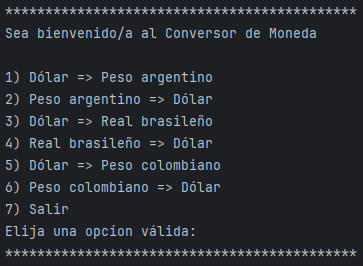 ********************************************
Sea bienvenido/a al Conversor de Moneda
1) Dólar => Peso argentino
2) Peso argentino => Dólar
3) Dólar => Real brasileño
4) Real brasileño => Dólar
5) Dólar => Peso colombiano
6) Peso colombiano => Dólar
7) Salir
Elija una opcíon válida:
********************************************